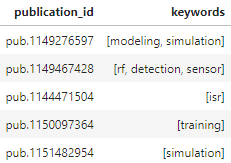 publication_id keywords
pub.1149276597 [modeling, simulation]
pub.1149467428 [rf, detection, sensor]
pub.1144471504 [isr]
pub.1150097364 [training]
pub.1151482954 [simulation]